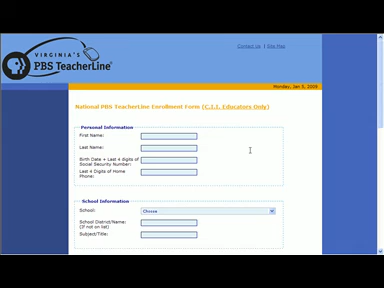 VIRGINIA'S
PBS TeacherLine
Contact Us | Site Map
Monday, Jan 5, 2009
National PBS TeacherLine Enrollment Form (C.I.I. Educators Only)
Personal Information
First Name:
Last Name:
Birth Date + Last 4 digits of
Social Security Number:
Last 4 Digits of Home
Phone:
School Information
School: Choose
School District/Name:
(If not on list)
Subject/Title: